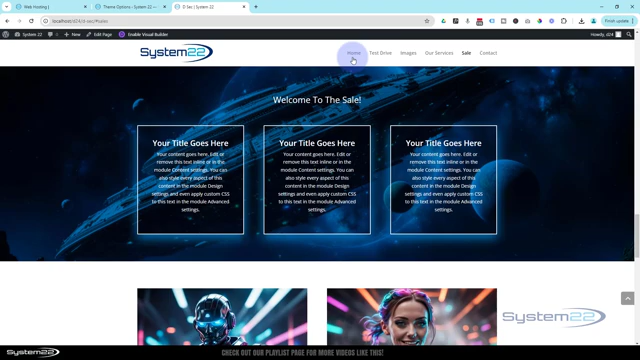 Web Hosting |
Theme Options - System 22 —
D Sec | System 22
localhost/d24/d-sec/#saller
Finish update
System 22
0
New
Edit Page
Enable Visual Builder
Howdy, d24
System22
Home
Test Drive
Images
Our Services
Sale
Contact
Welcome To The Sale!
Your Title Goes Here
Your content goes here. Edit or
remove this text inline or in the
module Content settings. You can
also style every aspect of this
content in the module Design
settings and even apply custom CSS
to this text in the module Advanced
settings.
Your Title Goes Here
Your content goes here. Edit or
remove this text inline or in the
module Content settings. You can
also style every aspect of this
content in the module Design
settings and even apply custom CSS
to this text in the module Advanced
settings.
Your Title Goes Here
Your content goes here. Edit or
remove this text inline or in the
module Content settings. You can
also style every aspect of this
content in the module Design
settings and even apply custom CSS
to this text in the module Advanced
settings.
System22
System22
CHECK OUT OUR PLAYLIST PAGE FOR MORE VIDEOS LIKE THIS!